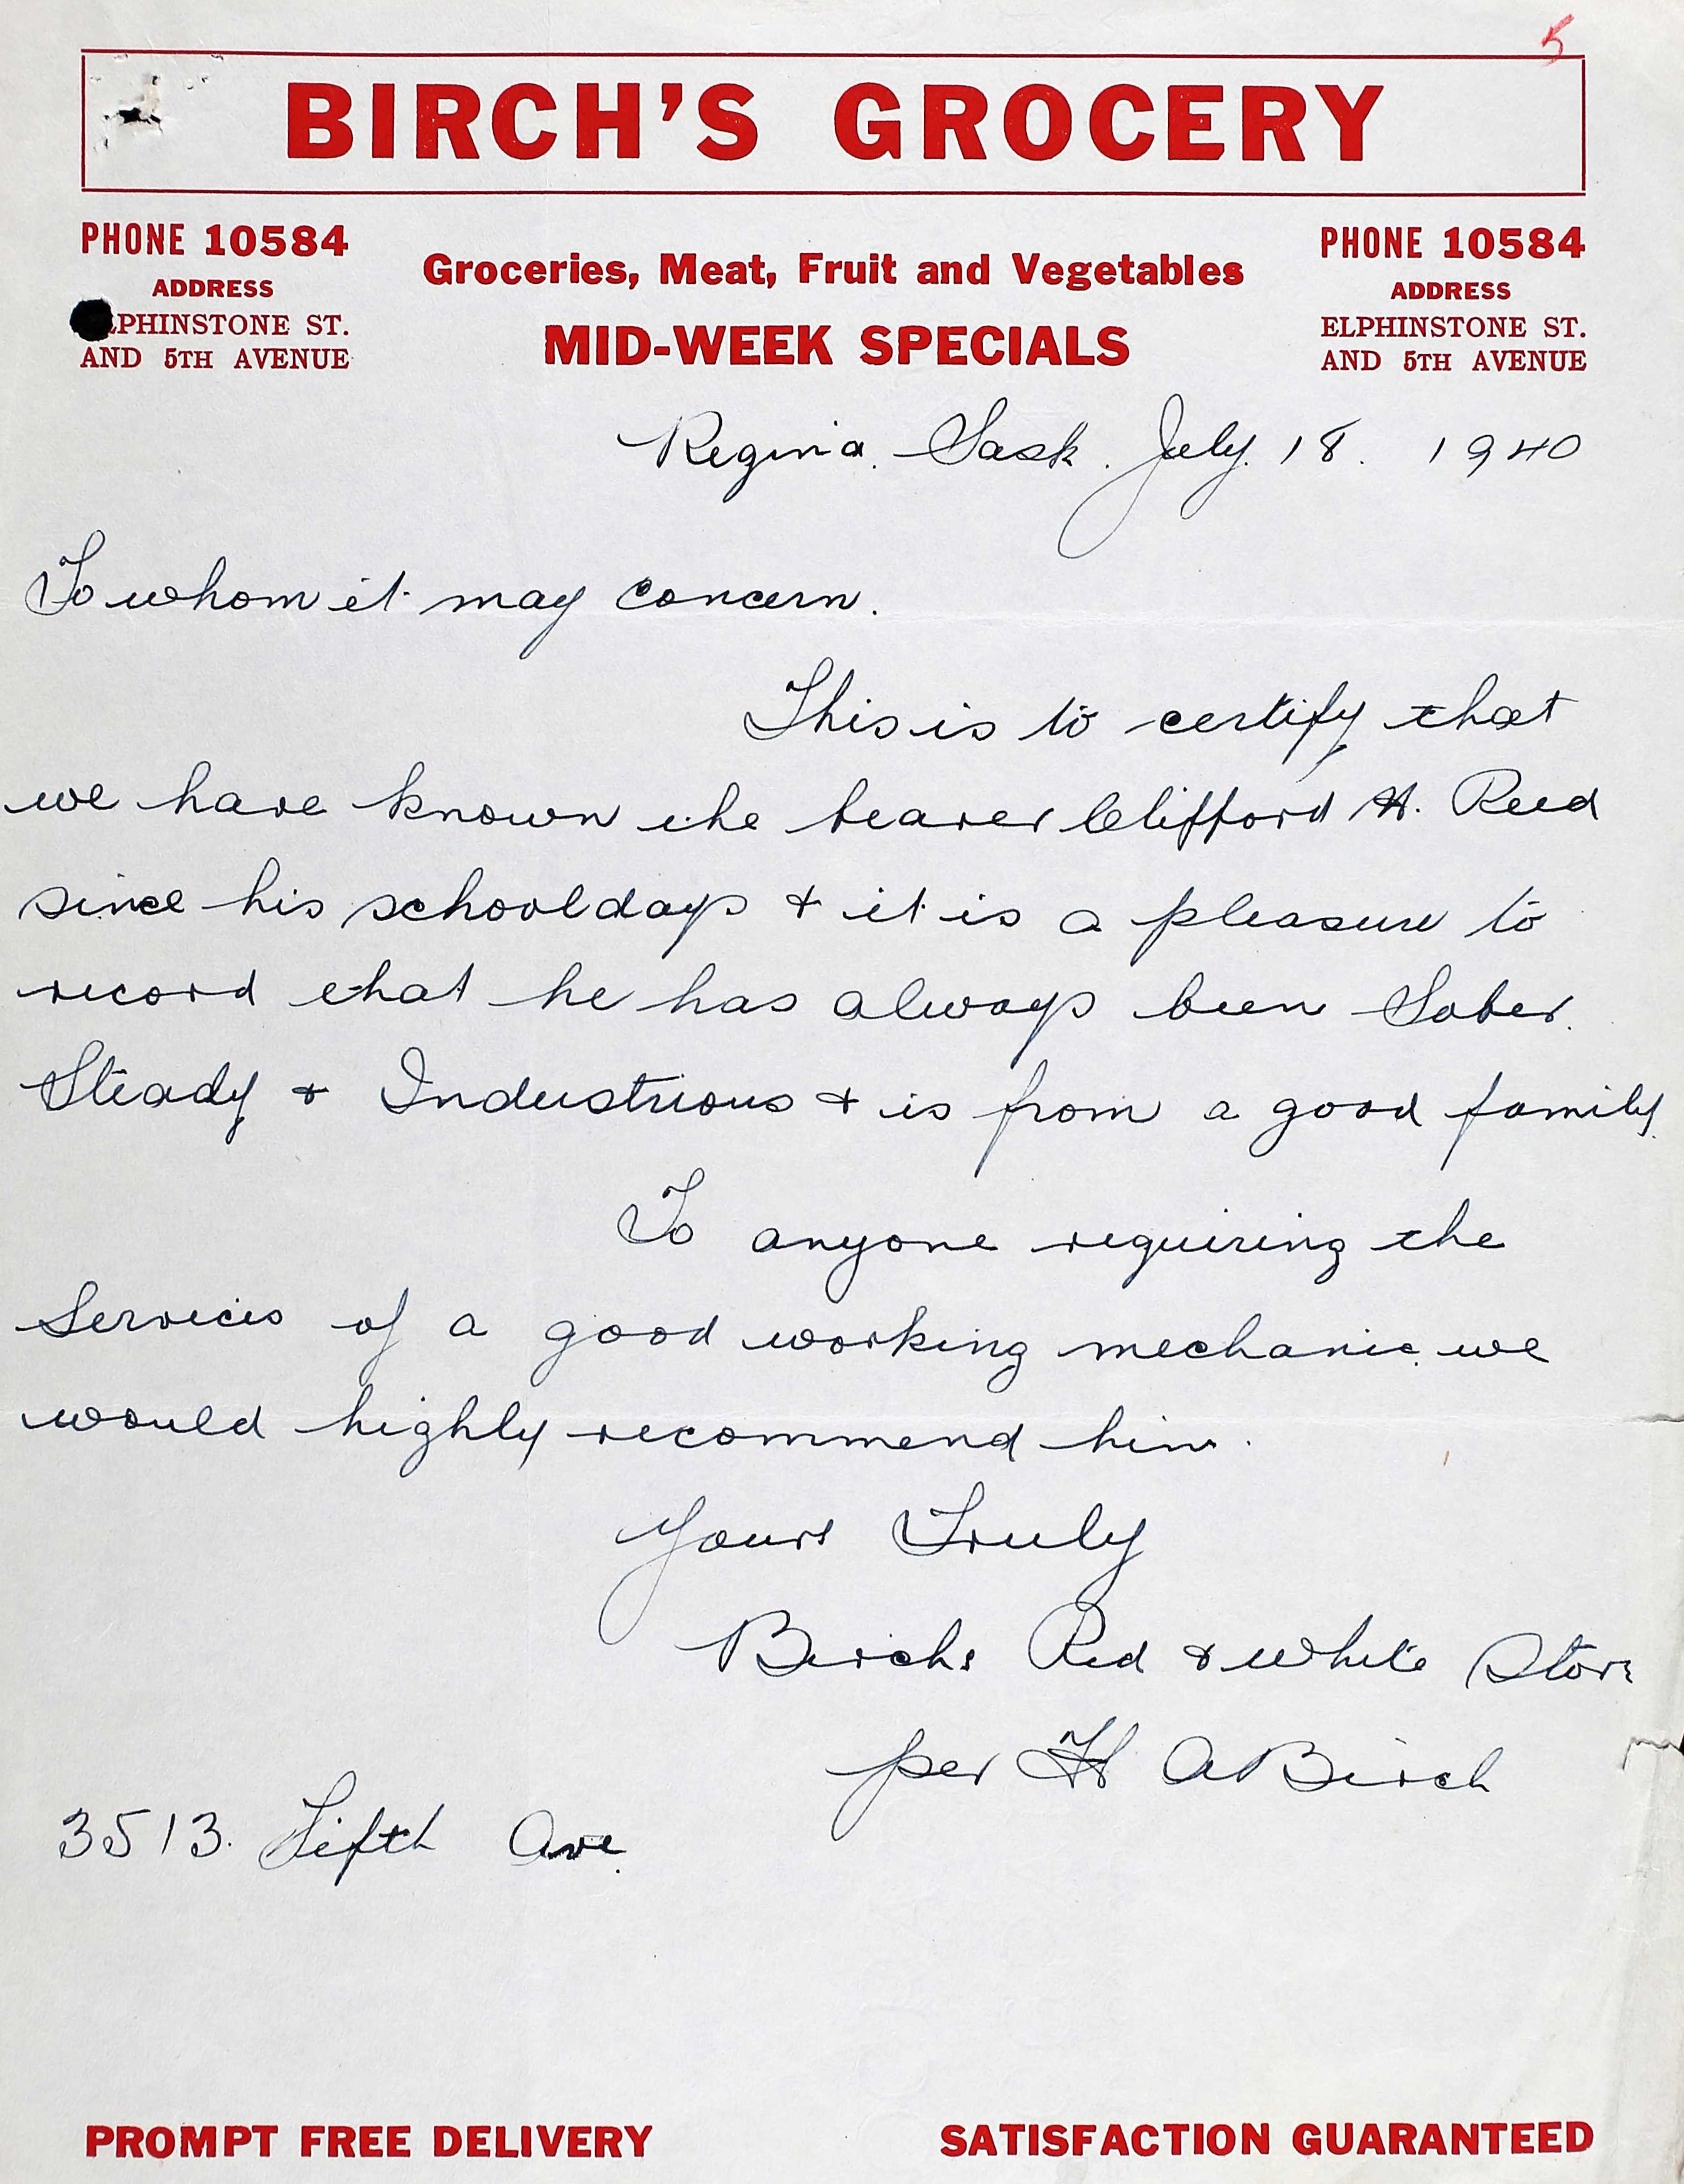 5
BIRCH'S GROCERY
PHONE 10584
ADDRESS
ELPHINSTONE ST.
AND 5TH AVENUE
Groceries, Meat, Fruit and Vegetables
MID-WEEK SPECIALS
PHONE 10584
ADDRESS
ELPHINSTONE ST.
AND 5TH AVENUE
Regina. Sask. July. 18. 1940
To whom it may concern.
This is to certify that
we have known the bearer Clifford H. Reed
since his schooldays + it is a pleasure to
record that he has always been Sober.
Steady + Industrious + is from a good family.
To anyone requiring the
Services of a good working mechanic. we
would highly recommend him.
Yours Truly
Birchs Red & White Store
per H A Birch
3513. Fifth Ave.
PROMPT FREE DELIVERY
SATISFACTION GUARANTEED